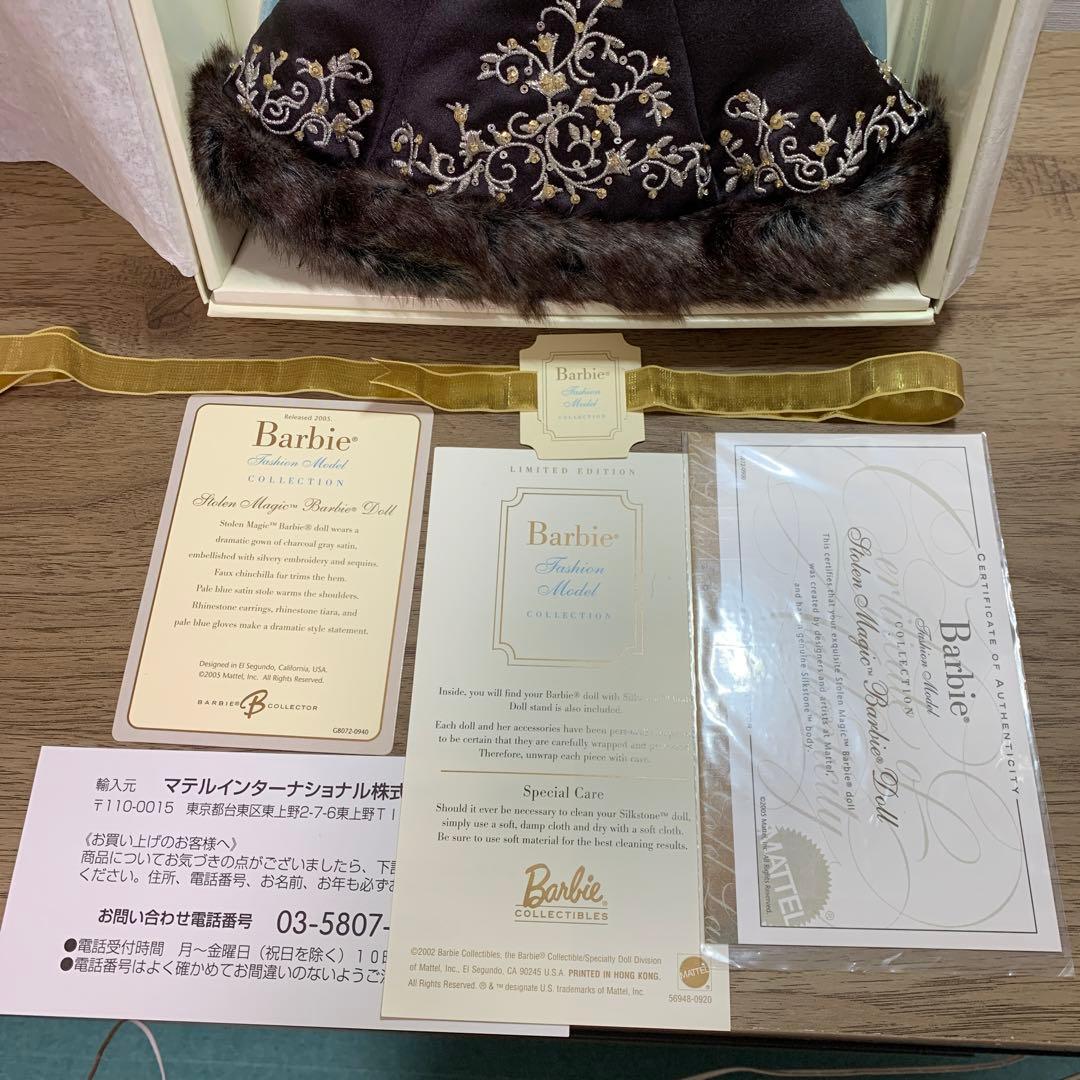 Barbie®
Fashion
Model
COLLECTION
Released 2005.
Barbie®
Fashion Model
COLLECTION
Stolen Magic™ Barbie® Doll
Stolen Magic™ Barbie® doll wears a
dramatic gown of charcoal gray satin,
embellished with silvery embroidery and sequins.
Faux chinchilla fur trims the hem.
Pale blue satin stole warms the shoulders.
Rhinestone earrings, rhinestone tiara, and
pale blue gloves make a dramatic style statement.
Designed in El Segundo, California, USA.
©2005 Mattel, Inc. All Rights Reserved.
BARBIE® B COLLECTOR
G8072-0940
LIMITED EDITION
Barbie®
Fashion
Model
COLLECTION
Inside, you will find your Barbie® doll with
Doll stand is also included.
Each doll and her accessories have been
to be certain that they are carefully wrapped and
Therefore, unwrap each piece with care.
Special Care
Should it ever be necessary to clean your Silkstone™ doll,
simply use a soft, damp cloth and dry with a soft cloth.
Be sure to use soft material for the best cleaning results.
Barbie
COLLECTIBLES
©2002 Barbie Collectibles, the Barbie® Collectible/Specialty Doll Division
of Mattel, Inc., El Segundo, CA 90245 U.S.A. PRINTED IN HONG KONG.
All Rights Reserved. ® & ™ designate U.S. trademarks of Mattel, Inc.
MATTEL
56948-0920
CERTIFICATE OF AUTHENTICITY
Barbie®
Fashion Model
COLLECTION
Stolen Magic™ Barbie® Doll
This certifies that your exquisite Stolen Magic™ Barbie® doll
was created by designers and artists at Mattel,
and has a genuine Silkstone™ body.
©2005 Mattel, Inc. All Rights Reserved.
MATTEL®
輸入元 マテルインターナショナル株式
〒110-0015 東京都台東区東上野2-7-6東上野TI
《お買い上げのお客様へ》
商品についてお気づきの点がございましたら、下記
ください。住所、電話番号、お名前、お年も必ずお
お問い合わせ電話番号 03-5807-
●電話受付時間 月〜金曜日（祝日を除く）10時
●電話番号はよく確かめてお間違いのないようご